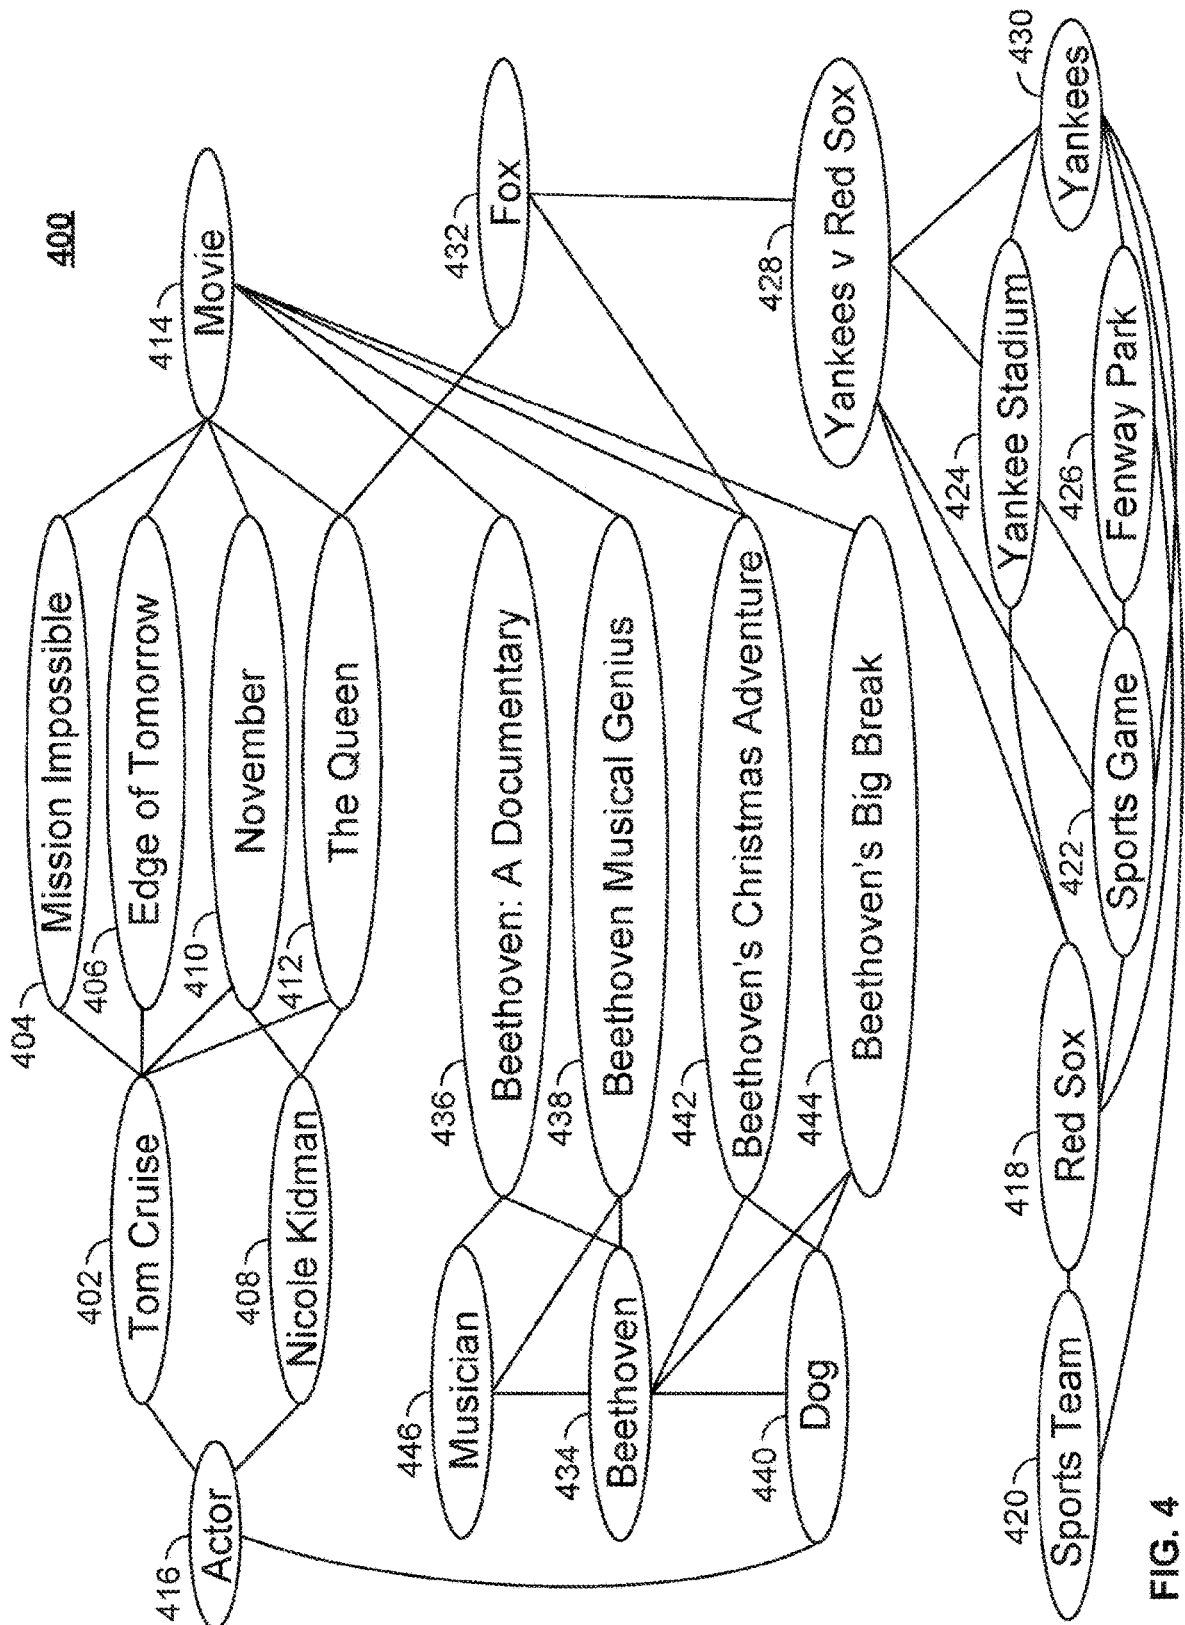 400
416
Actor
402
Tom Cruise
408
Nicole Kidman
404
Mission Impossible
406
Edge of Tomorrow
410
November
412
The Queen
414
Movie
446
Musician
434
Beethoven
440
Dog
436
Beethoven: A Documentary
438
Beethoven Musical Genius
442
Beethoven's Christmas Adventure
444
Beethoven's Big Break
432
Fox
428
Yankees v Red Sox
420
Sports Team
418
Red Sox
422
Sports Game
424
Yankee Stadium
426
Fenway Park
430
Yankees
FIG. 4